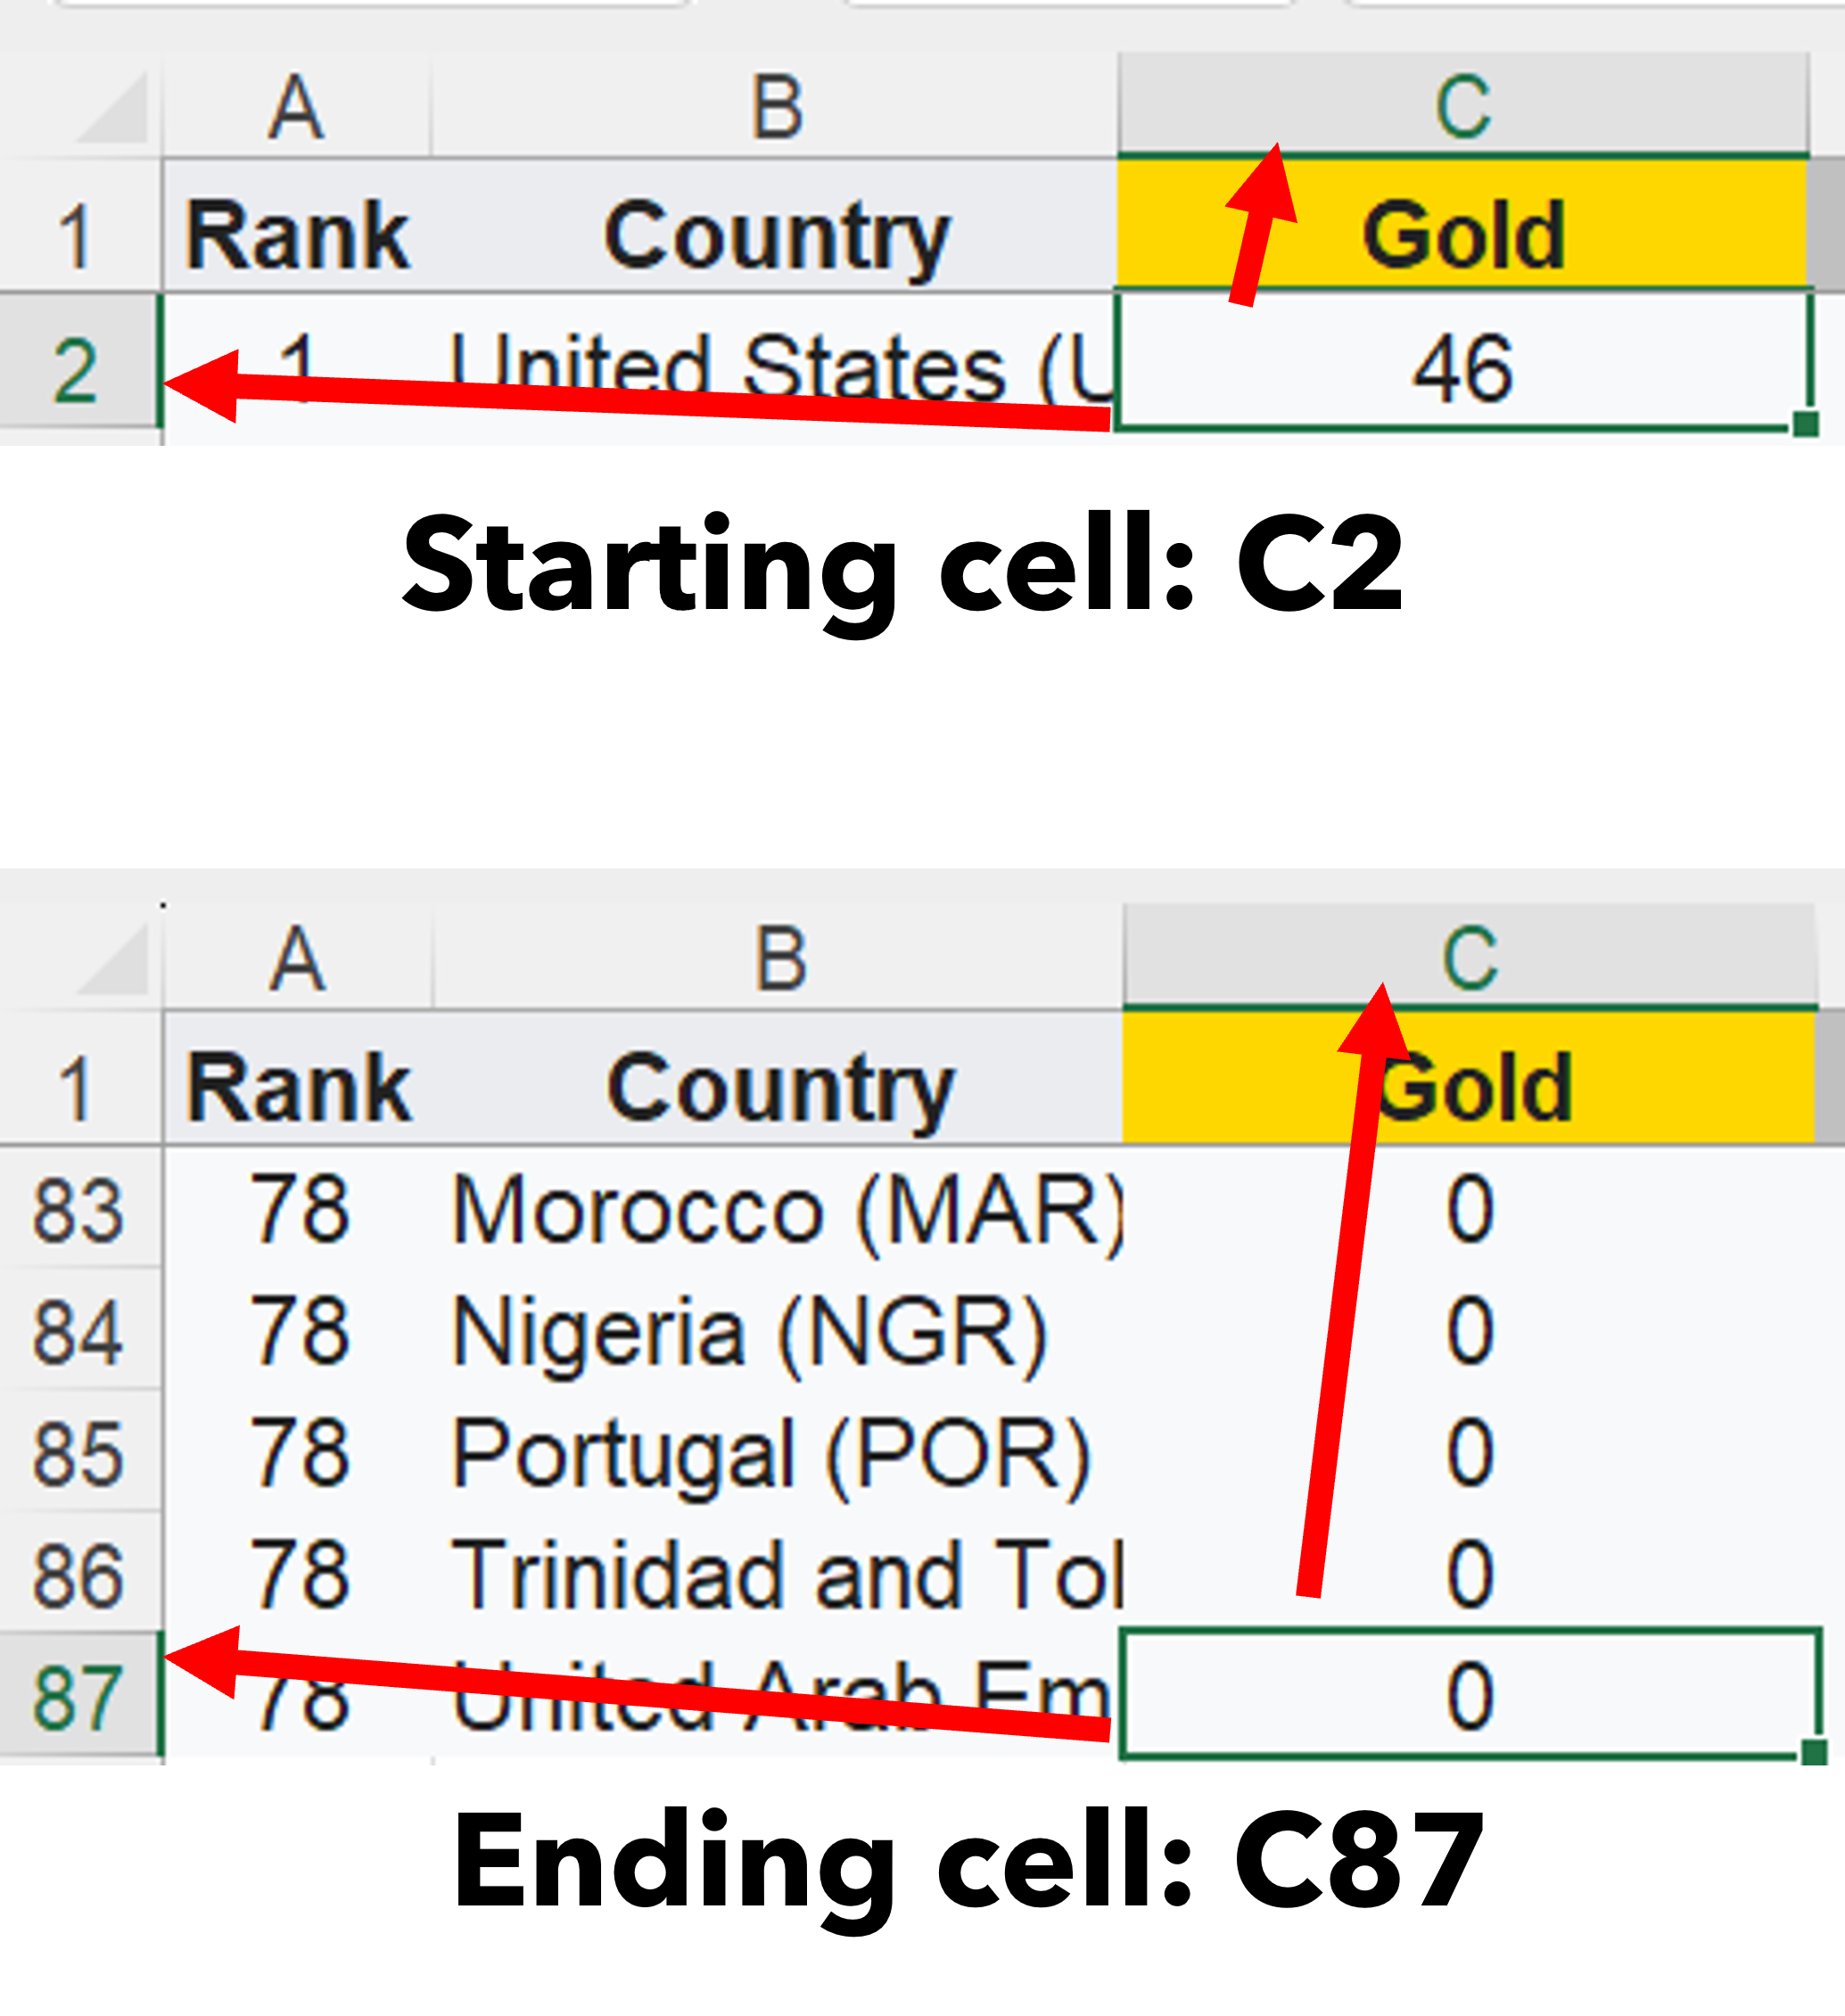 A B C
1 Rank Country Gold
2 1 United States (U 46
Starting cell: C2
A B C
1 Rank Country Gold
83 78 Morocco (MAR) 0
84 78 Nigeria (NGR) 0
85 78 Portugal (POR) 0
86 78 Trinidad and Tol 0
87 78 United Arab Em 0
Ending cell: C87